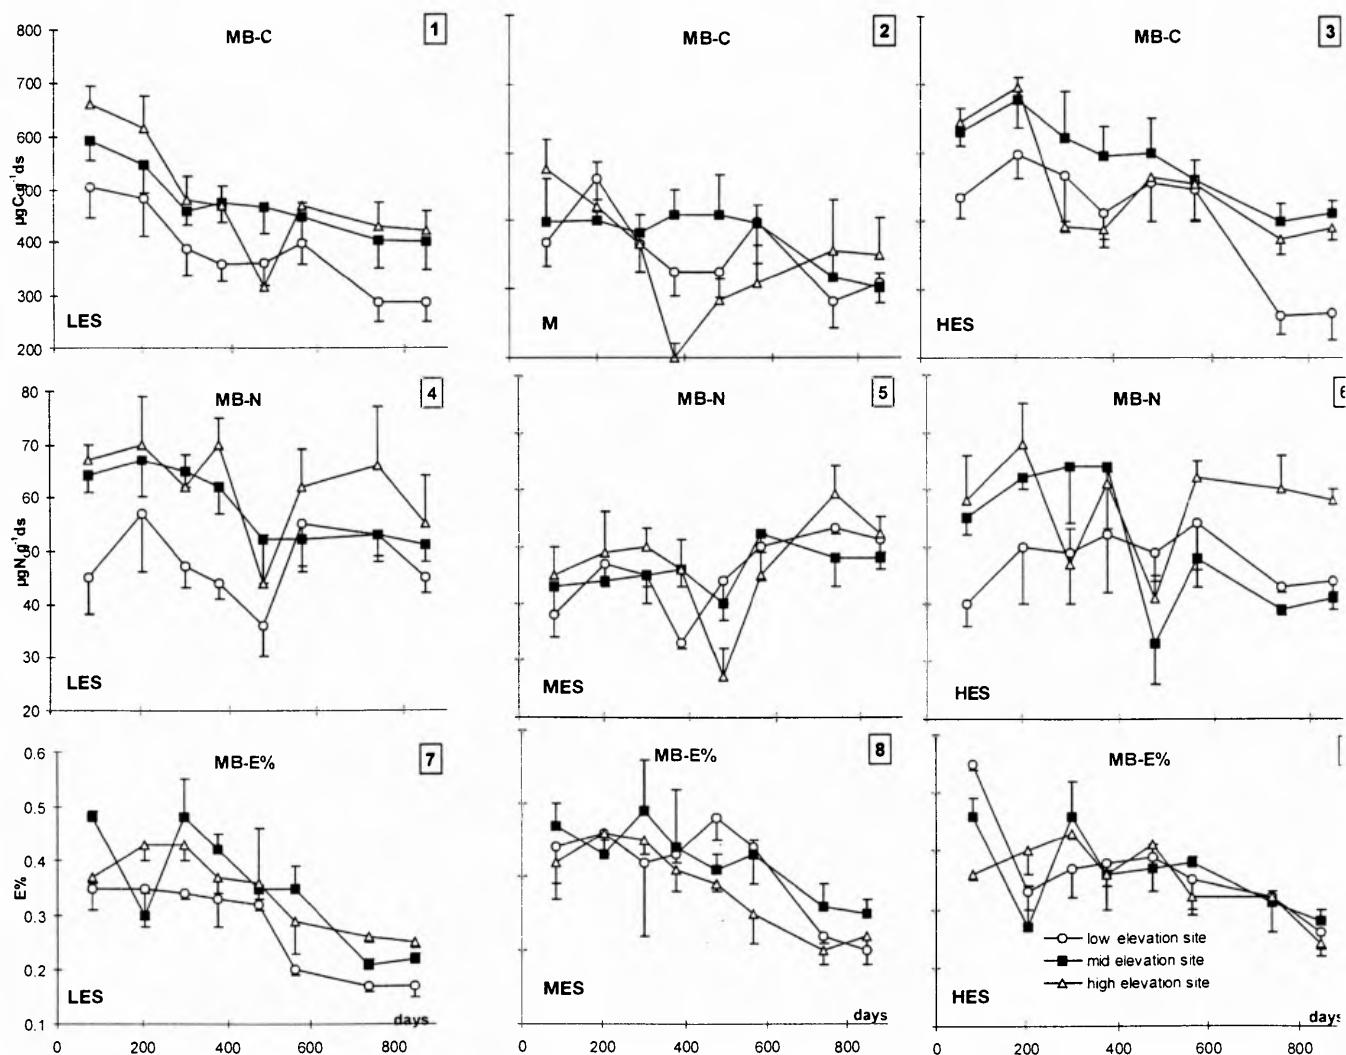 MB-C
1
MB-C
2
MB-C
3
800
700
600
500
400
300
200
µgC.g⁻¹ds
LES
M
HES
MB-N
4
MB-N
5
MB-N
80
70
60
50
40
30
20
µgN.g⁻¹ds
LES
MES
HES
MB-E%
7
MB-E%
8
MB-E%
0.6
0.5
0.4
0.3
0.2
0.1
E%
low elevation site
mid elevation site
high elevation site
LES
MES
HES
days
days
days
0
200
400
600
800
0
200
400
600
800
0
200
400
600
800